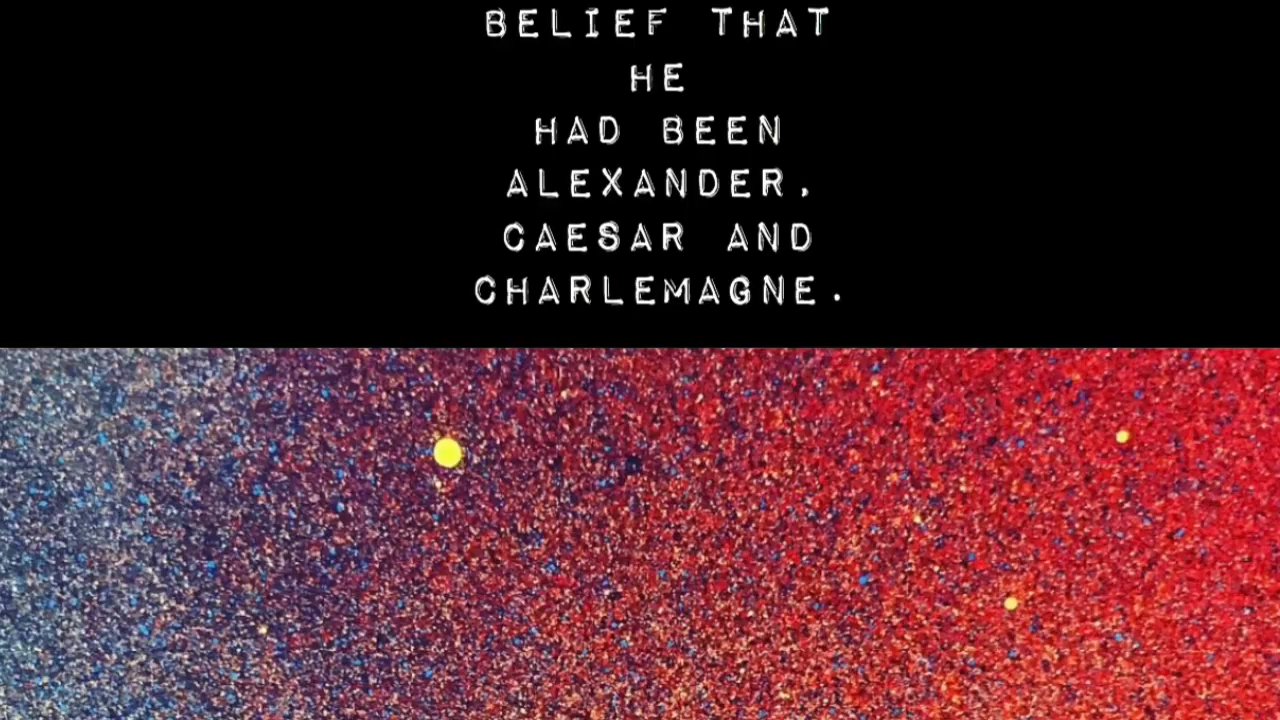 BELIEF THAT
HE
HAD BEEN
ALEXANDER,
CAESAR AND
CHARLEMAGNE.